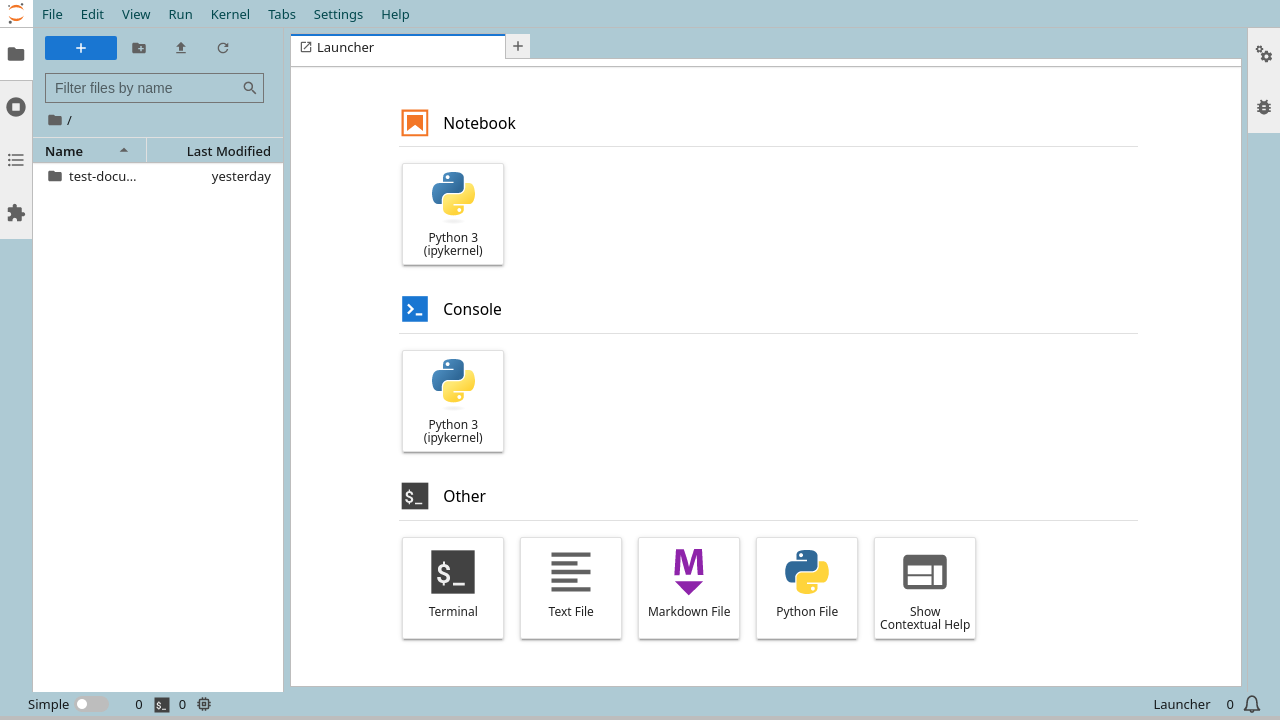 File Edit View Run Kernel Tabs Settings Help
Launcher
Filter files by name
/
Name Last Modified
test-docu... yesterday
Notebook
Python 3
(ipykernel)
Console
Python 3
(ipykernel)
$_ Other
$_
Terminal
Text File
M
Markdown File
Python File
Show
Contextual Help
Simple 0 $_ 0 Launcher 0